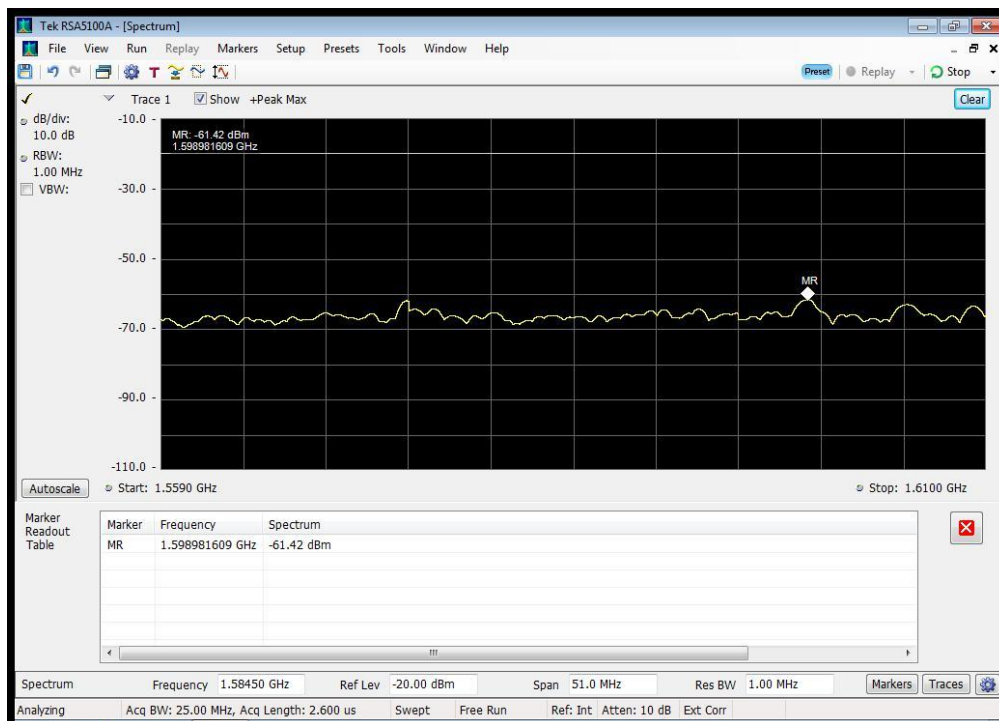 Tek RSA5100A - [Spectrum]
File View Run Replay Markers Setup Presets Tools Window Help
T Preset Replay Stop
Trace 1 Show +Peak Max Clear
dB/div: -10.0
10.0 dB
MR: -61.42 dBm
1.598981609 GHz
RBW:
1.00 MHz
VBW: -30.0
-50.0
MR
-70.0
-90.0
-110.0
Autoscale Start: 1.5590 GHz Stop: 1.6100 GHz
Marker
Readout
Table
Marker Frequency Spectrum
MR 1.598981609 GHz -61.42 dBm
Spectrum Frequency 1.58450 GHz Ref Lev -20.00 dBm Span 51.0 MHz Res BW 1.00 MHz Markers Traces
Analyzing Acq BW: 25.00 MHz, Acq Length: 2.600 us Swept Free Run Ref: Int Atten: 10 dB Ext Corr